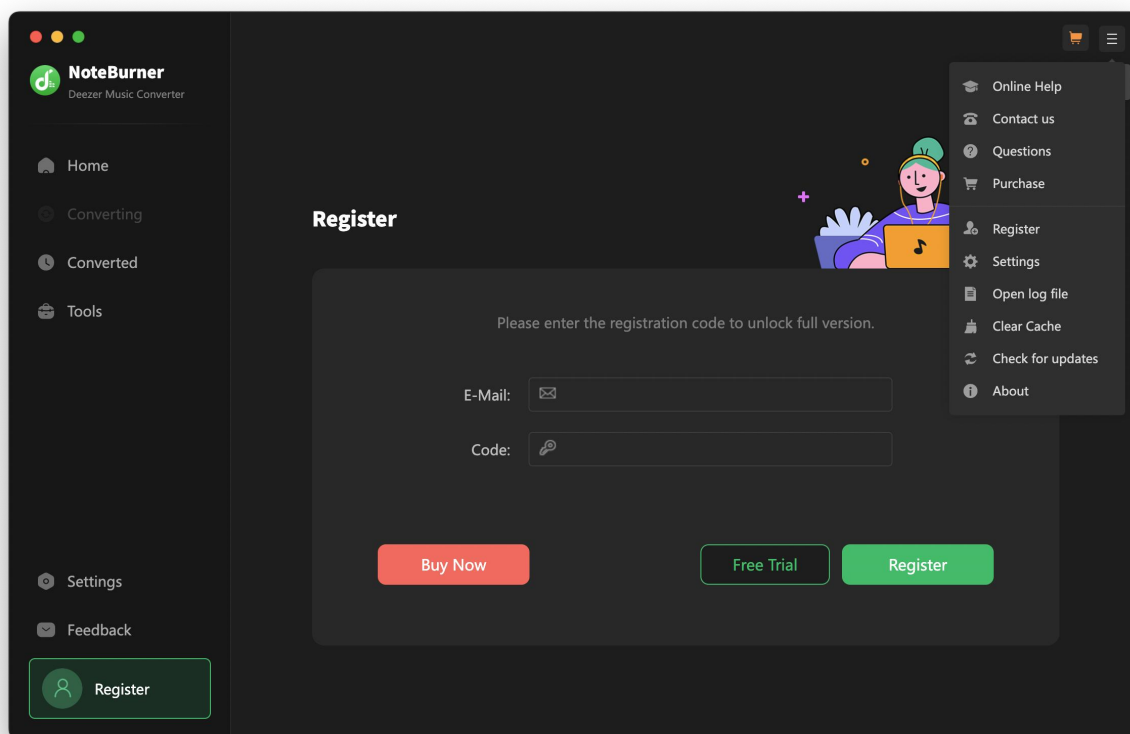 NoteBurner
Deezer Music Converter
Home
Converting
Converted
Tools
Settings
Feedback
Register
Register
Please enter the registration code to unlock full version.
E-Mail:
Code:
Buy Now
Free Trial
Register
Online Help
Contact us
Questions
Purchase
Register
Settings
Open log file
Clear Cache
Check for updates
About